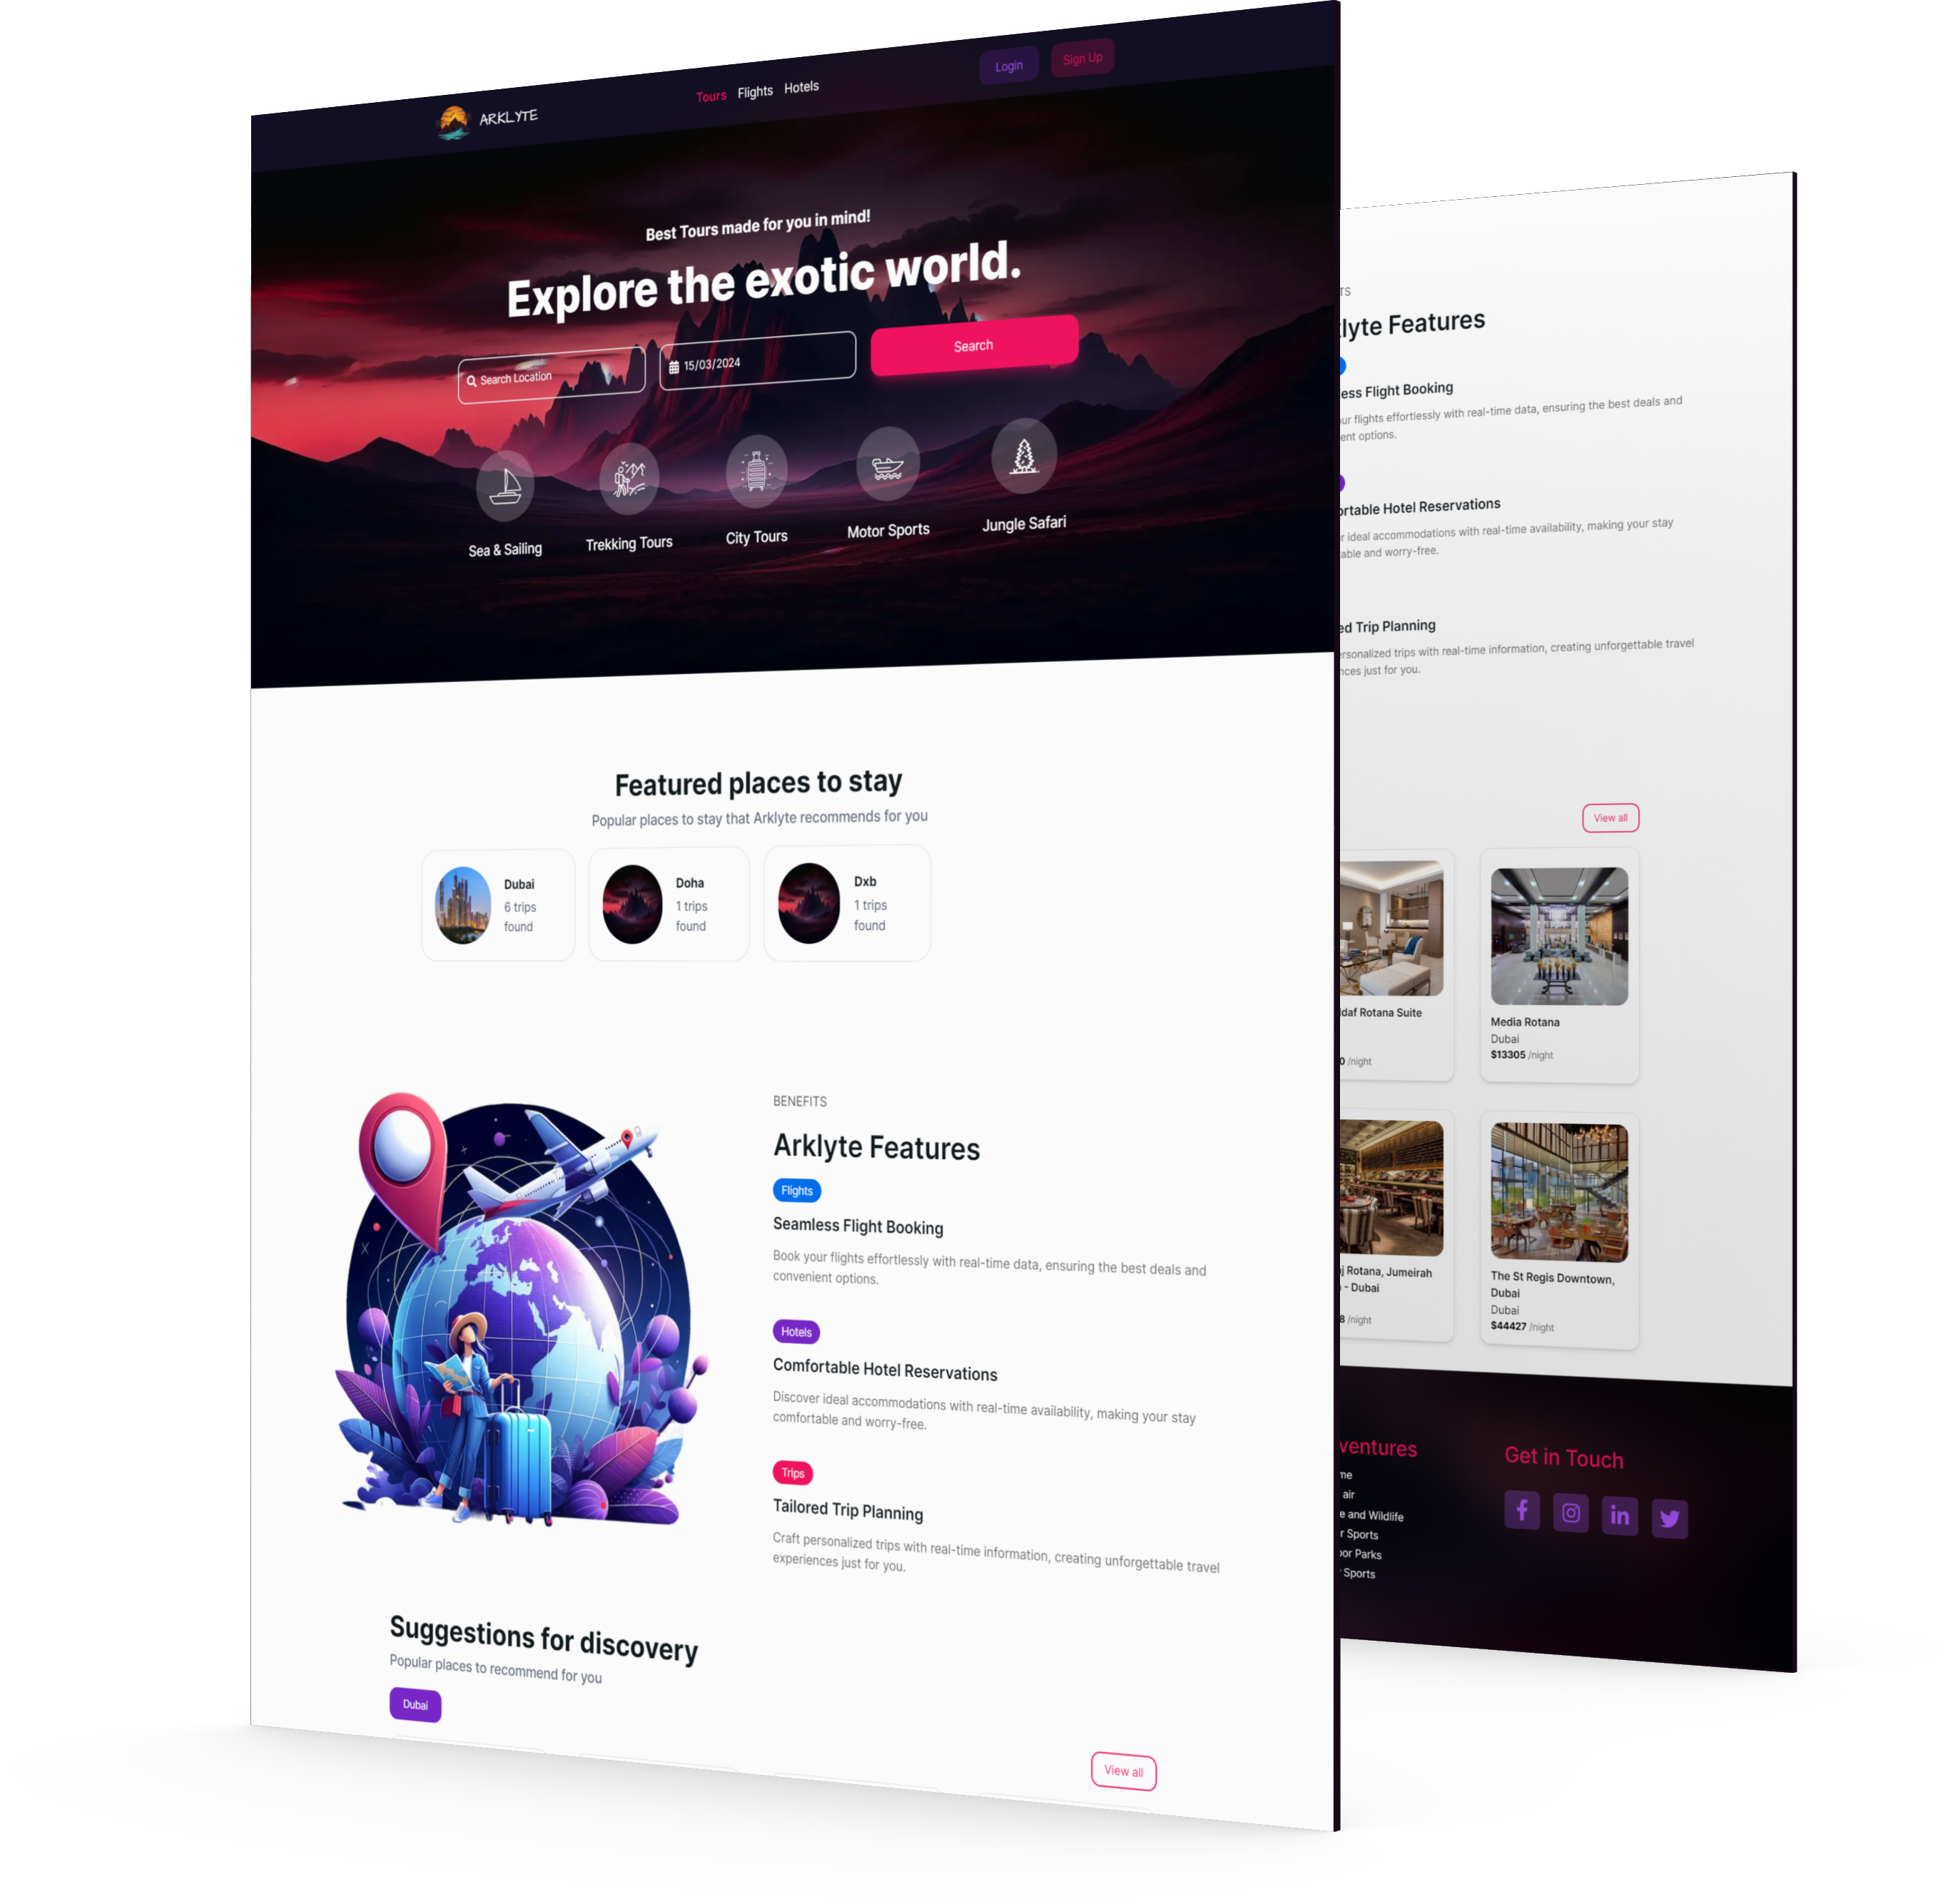 ARKLYTE
Tours Flights Hotels
Login
Sign Up
Best Tours made for you in mind!
Explore the exotic world.
Search Location
15/03/2024
Search
Sea & Sailing
Trekking Tours
City Tours
Motor Sports
Jungle Safari
Featured places to stay
Popular places to stay that Arklyte recommends for you
Dubai
6 trips
found
Doha
1 trips
found
Dxb
1 trips
found
BENEFITS
Arklyte Features
Flights
Seamless Flight Booking
Book your flights effortlessly with real-time data, ensuring the best deals and
convenient options.
Hotels
Comfortable Hotel Reservations
Discover ideal accommodations with real-time availability, making your stay
comfortable and worry-free.
Trips
Tailored Trip Planning
Craft personalized trips with real-time information, creating unforgettable travel
experiences just for you.
Suggestions for discovery
Popular places to recommend for you
Dubai
View all
TS
lyte Features
ess Flight Booking
ur flights effortlessly with real-time data, ensuring the best deals and
ent options.
ortable Hotel Reservations
r ideal accommodations with real-time availability, making your stay
able and worry-free.
ed Trip Planning
ersonalized trips with real-time information, creating unforgettable travel
nces just for you.
View all
daf Rotana Suite
0 /night
Media Rotana
Dubai
$13305 /night
j Rotana, Jumeirah
- Dubai
8 /night
The St Regis Downtown,
Dubai
Dubai
$44427 /night
ventures
me
air
e and Wildlife
r Sports
oor Parks
Sports
Get in Touch